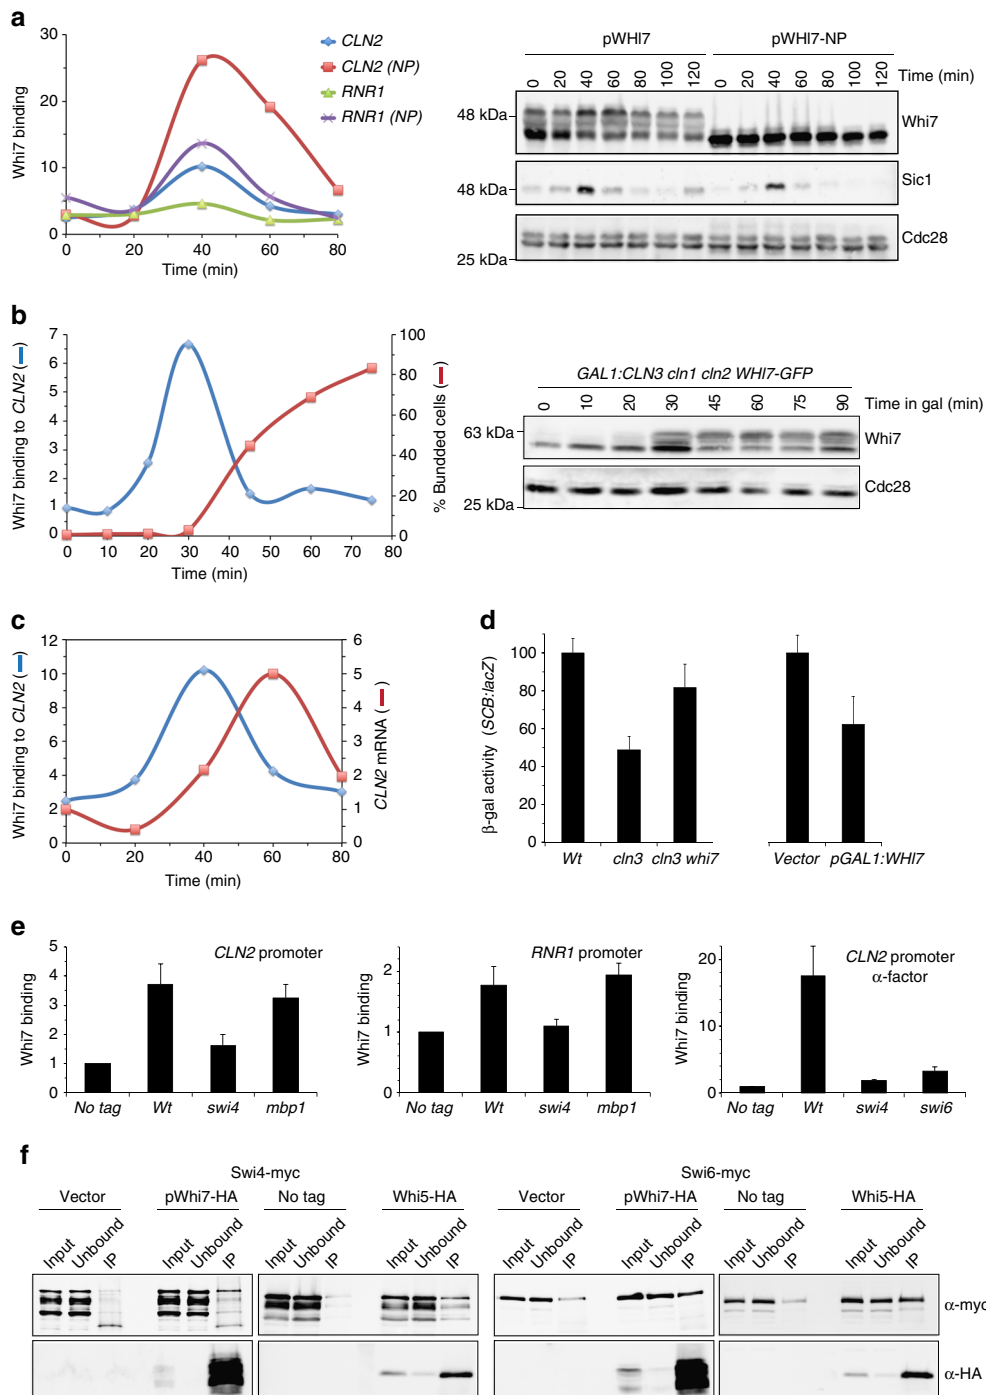 a
30
20
10
0
Whi7 binding
0 20 40 60 80
Time (min)
CLN2
CLN2 (NP)
RNR1
RNR1 (NP)
pWHI7 pWHI7-NP
0 20 40 60 80 100 120 0 20 40 60 80 100 120 Time (min)
48 kDa
Whi7
48 kDa
Sic1
Cdc28
25 kDa
b
7
6
5
4
3
2
1
0
Whi7 binding to CLN2 ( )
100
80
60
40
20
0
% Bundded cells ( )
0 10 20 30 40 50 60 70 80
Time (min)
GAL1:CLN3 cln1 cln2 WHI7-GFP
0 10 20 30 45 60 75 90 Time in gal (min)
63 kDa
Whi7
Cdc28
25 kDa
c
12
10
8
6
4
2
0
Whi7 binding to CLN2 ( )
6
5
4
3
2
1
0
CLN2 mRNA ( )
0 20 40 60 80
Time (min)
d
100
80
60
40
20
0
β-gal activity (SCB:lacZ)
Wt cln3 cln3 whi7 Vector pGAL1:WHI7
e
5
4
3
2
1
0
Whi7 binding
CLN2 promoter
No tag Wt swi4 mbp1
2
1
0
Whi7 binding
RNR1 promoter
No tag Wt swi4 mbp1
20
10
0
Whi7 binding
CLN2 promoter
α-factor
No tag Wt swi4 swi6
f
Swi4-myc Swi6-myc
Vector pWhi7-HA No tag Whi5-HA Vector pWhi7-HA No tag Whi5-HA
Input Unbound IP Input Unbound IP Input Unbound IP Input Unbound IP Input Unbound IP Input Unbound IP Input Unbound IP Input Unbound IP
α-myc
α-HA